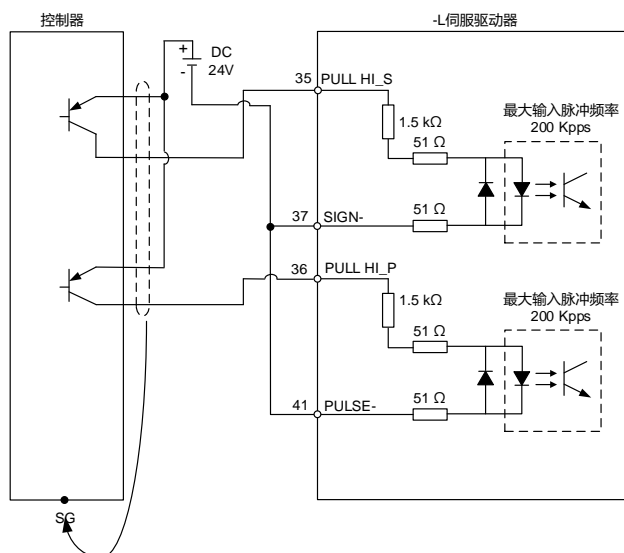 控制器
-L伺服驱动器
+
DC
24V
-
35 PULL HI_S
最大输入脉冲频率
200 Kpps
1.5 kΩ
51 Ω
51 Ω
37 SIGN-
36 PULL HI_P
最大输入脉冲频率
200 Kpps
1.5 kΩ
51 Ω
51 Ω
41 PULSE-
SG